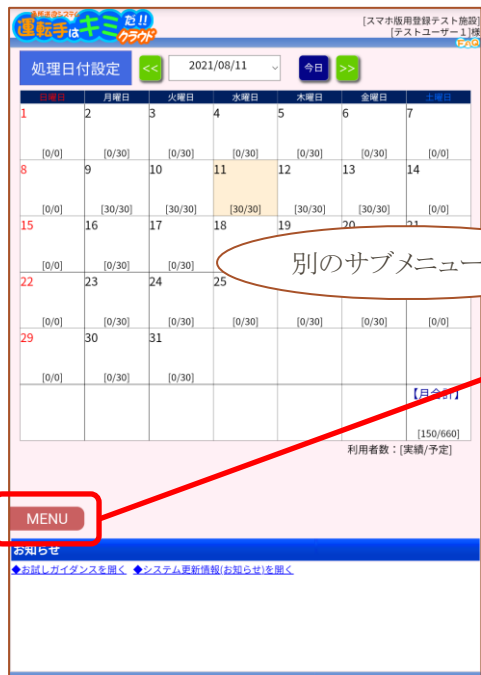 運転手はキミだ!!
クラウド
[スマホ版用登録テスト施設]
[テストユーザー1]
FAQ
処理日付設定 << 2021/08/11 今日 >>
日曜日 月曜日 火曜日 水曜日 木曜日 金曜日 土曜日
1 2 3 4 5 6 7
[0/0] [0/30] [0/30] [0/30] [0/30] [0/30] [0/0]
8 9 10 11 12 13 14
[0/0] [30/30] [30/30] [30/30] [30/30] [30/30] [0/0]
15 16 17 18 19 20 21
[0/0] [0/30] [0/30]
別のサブメニュー
22 23 24 25
[0/0] [0/30] [0/30] [0/30] [0/30] [0/30] [0/0]
29 30 31
[0/0] [0/30] [0/30]
【月合計】
[150/660]
利用者数:[実績/予定]
MENU
お知らせ
◆お試しガイダンスを開く ◆システム更新情報(お知らせ)を開く